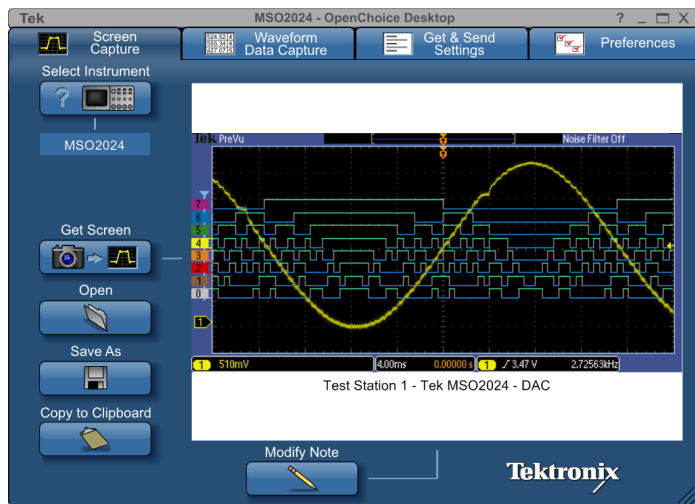 Tek MSO2024 - OpenChoice Desktop ? _ X
Screen Capture
Waveform Data Capture
Get & Send Settings
Preferences
Select Instrument
?
MSO2024
Get Screen
Open
Save As
Copy to Clipboard
Tek PreVu Noise Filter Off
7
6
5
4
3
2
1
0
1
1 510mV 4.00ms 0.00000 s 1 3.47 V 2.72563kHz
Test Station 1 - Tek MSO2024 - DAC
Modify Note
Tektronix